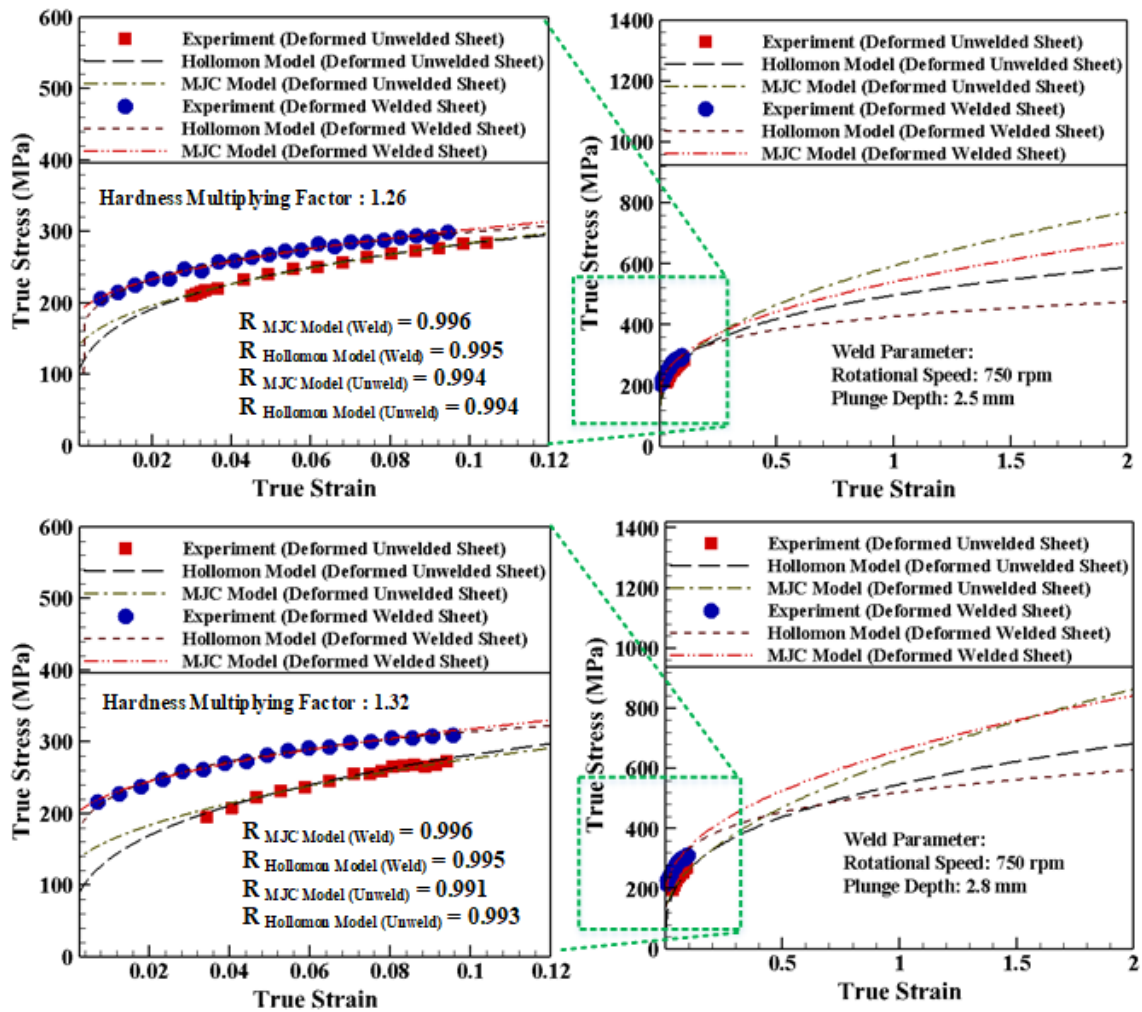 600
500
400
300
200
100
0
True Stress (MPa)
Experiment (Deformed Unwelded Sheet)
Hollomon Model (Deformed Unwelded Sheet)
MJC Model (Deformed Unwelded Sheet)
Experiment (Deformed Welded Sheet)
Hollomon Model (Deformed Welded Sheet)
MJC Model (Deformed Welded Sheet)
Hardness Multiplying Factor : 1.26
R MJC Model (Weld) = 0.996
R Hollomon Model (Weld) = 0.995
R MJC Model (Unweld) = 0.994
R Hollomon Model (Unweld) = 0.994
0.02 0.04 0.06 0.08 0.1 0.12
True Strain
1400
1200
1000
800
600
400
200
0
True Stress (MPa)
Experiment (Deformed Unwelded Sheet)
Hollomon Model (Deformed Unwelded Sheet)
MJC Model (Deformed Unwelded Sheet)
Experiment (Deformed Welded Sheet)
Hollomon Model (Deformed Welded Sheet)
MJC Model (Deformed Welded Sheet)
Weld Parameter:
Rotational Speed: 750 rpm
Plunge Depth: 2.5 mm
0.5 1 1.5 2
True Strain
600
500
400
300
200
100
0
True Stress (MPa)
Experiment (Deformed Unwelded Sheet)
Hollomon Model (Deformed Unwelded Sheet)
MJC Model (Deformed Unwelded Sheet)
Experiment (Deformed Welded Sheet)
Hollomon Model (Deformed Welded Sheet)
MJC Model (Deformed Welded Sheet)
Hardness Multiplying Factor : 1.32
R MJC Model (Weld) = 0.996
R Hollomon Model (Weld) = 0.995
R MJC Model (Unweld) = 0.991
R Hollomon Model (Unweld) = 0.993
0.02 0.04 0.06 0.08 0.1 0.12
True Strain
1400
1200
1000
800
600
400
200
0
True Stress (MPa)
Experiment (Deformed Unwelded Sheet)
Hollomon Model (Deformed Unwelded Sheet)
MJC Model (Deformed Unwelded Sheet)
Experiment (Deformed Welded Sheet)
Hollomon Model (Deformed Welded Sheet)
MJC Model (Deformed Welded Sheet)
Weld Parameter:
Rotational Speed: 750 rpm
Plunge Depth: 2.8 mm
0.5 1 1.5 2
True Strain